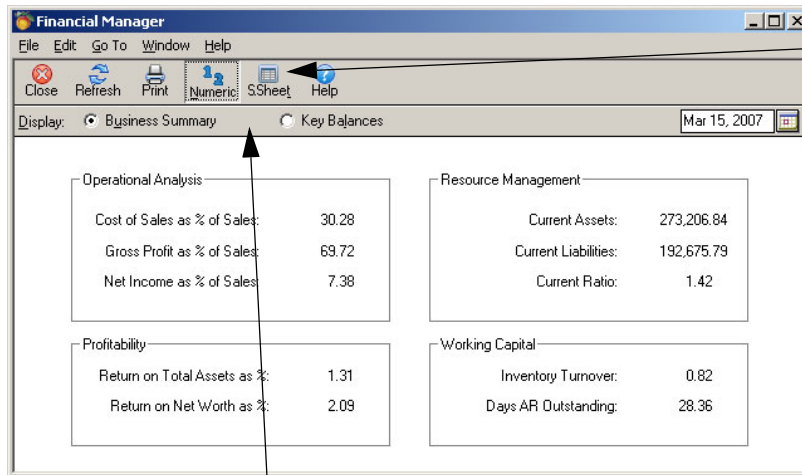 Financial Manager
File Edit Go To Window Help
Close Refresh Print Numeric S.Sheet Help
Display: Business Summary Key Balances Mar 15, 2007
Operational Analysis
Cost of Sales as % of Sales: 30.28
Gross Profit as % of Sales: 69.72
Net Income as % of Sales: 7.38
Resource Management
Current Assets: 273,206.84
Current Liabilities: 192,675.79
Current Ratio: 1.42
Profitability
Return on Total Assets as %: 1.31
Return on Net Worth as %: 2.09
Working Capital
Inventory Turnover: 0.82
Days AR Outstanding: 28.36